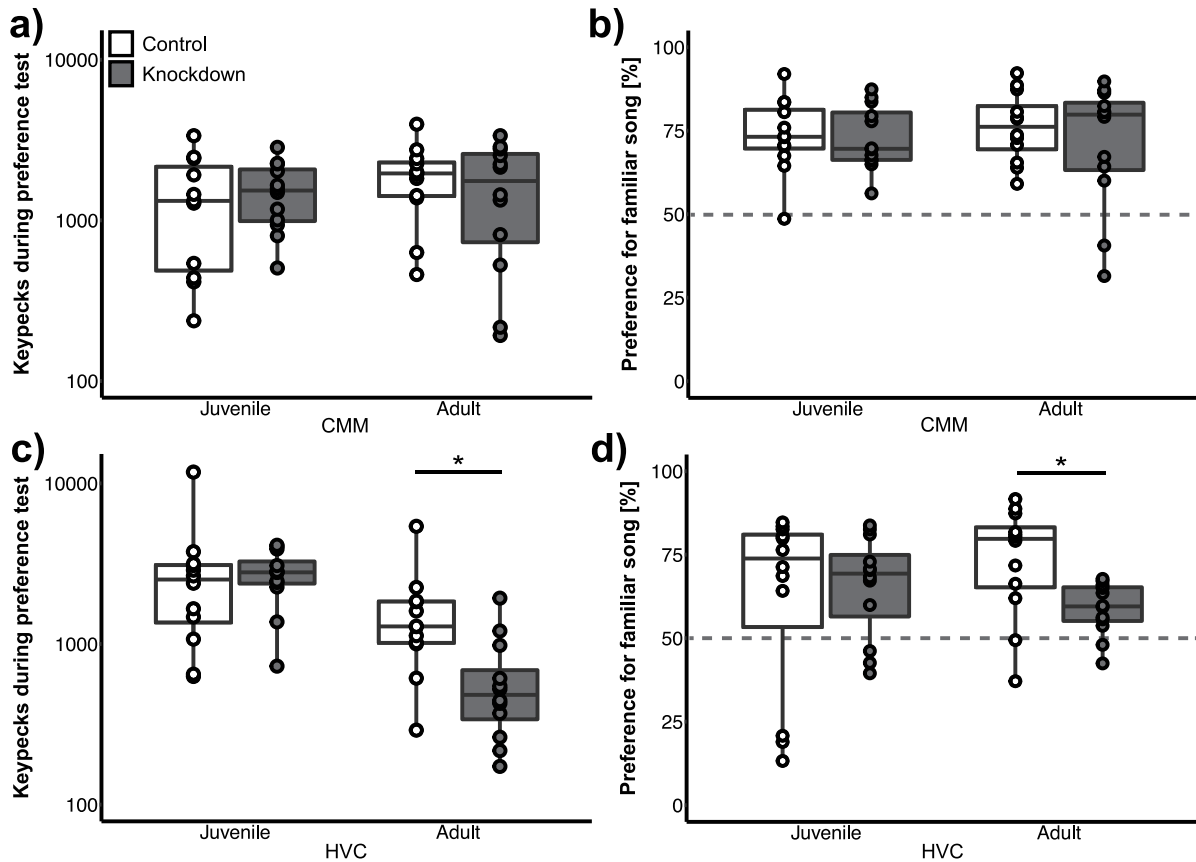 a)
Control
Knockdown
Keypecks during preference test
10000
1000
100
Juvenile
Adult
CMM
b)
Preference for familiar song [%]
100
75
50
25
0
Juvenile
Adult
CMM
c)
Keypecks during preference test
10000
1000
100
*
Juvenile
Adult
HVC
d)
Preference for familiar song [%]
100
75
50
25
0
*
Juvenile
Adult
HVC